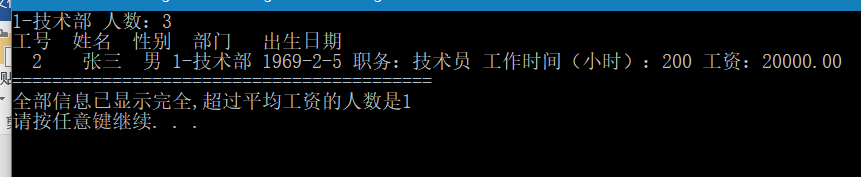 1-技术部 人数：3
工号 姓名 性别 部门 出生日期
2 张三 男 1-技术部 1969-2-5 职务：技术员 工作时间（小时）：200 工资：20000.00
==========================================
全部信息已显示完全,超过平均工资的人数是1
请按任意键继续. . .
贴